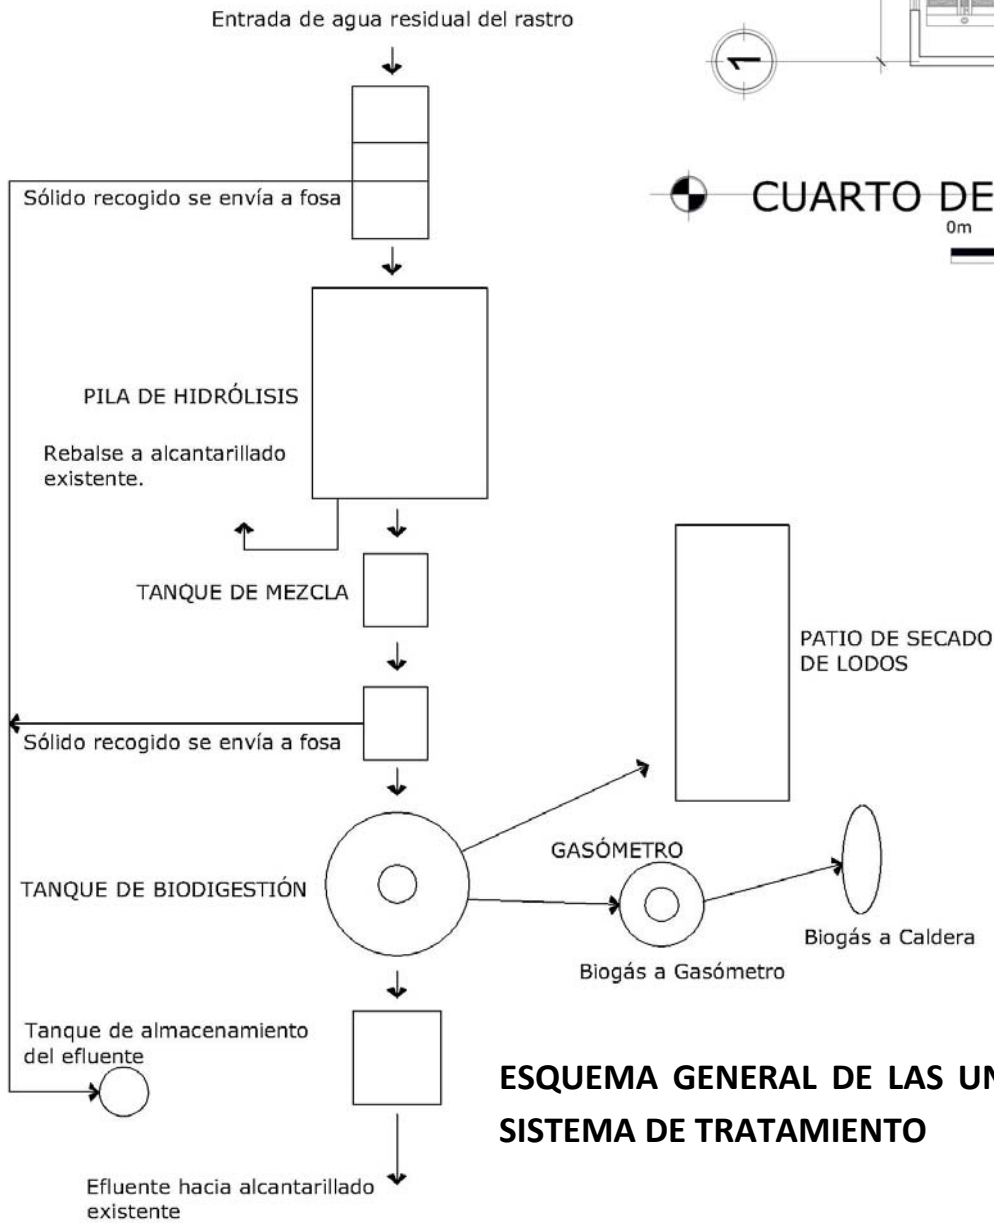 Entrada de agua residual del rastro
1
Sólido recogido se envía a fosa
CUARTO DE
0m
PILA DE HIDRÓLISIS
Rebalse a alcantarillado
existente.
TANQUE DE MEZCLA
PATIO DE SECADO
DE LODOS
Sólido recogido se envía a fosa
GASÓMETRO
TANQUE DE BIODIGESTIÓN
Biogás a Caldera
Biogás a Gasómetro
Tanque de almacenamiento
del efluente
ESQUEMA GENERAL DE LAS UN
SISTEMA DE TRATAMIENTO
Efluente hacia alcantarillado
existente